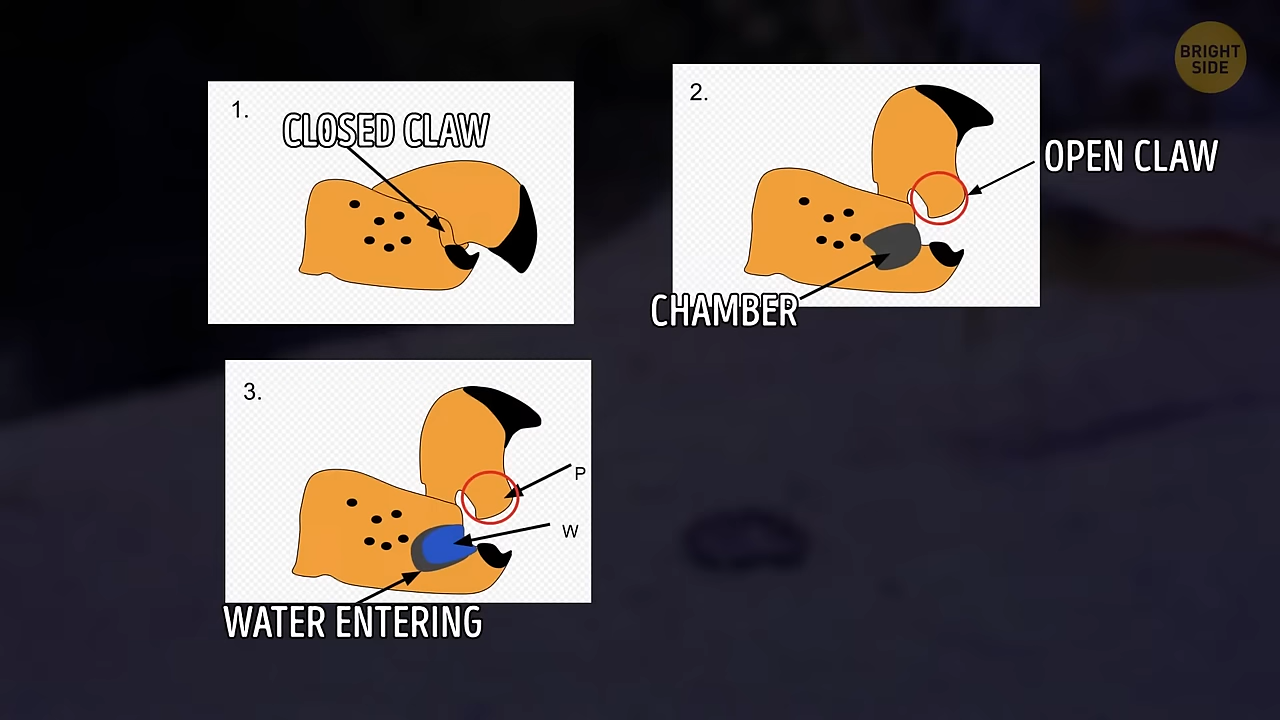 BRIGHT
SIDE
1.
CLOSED CLAW
2.
OPEN CLAW
CHAMBER
3.
P
W
WATER ENTERING